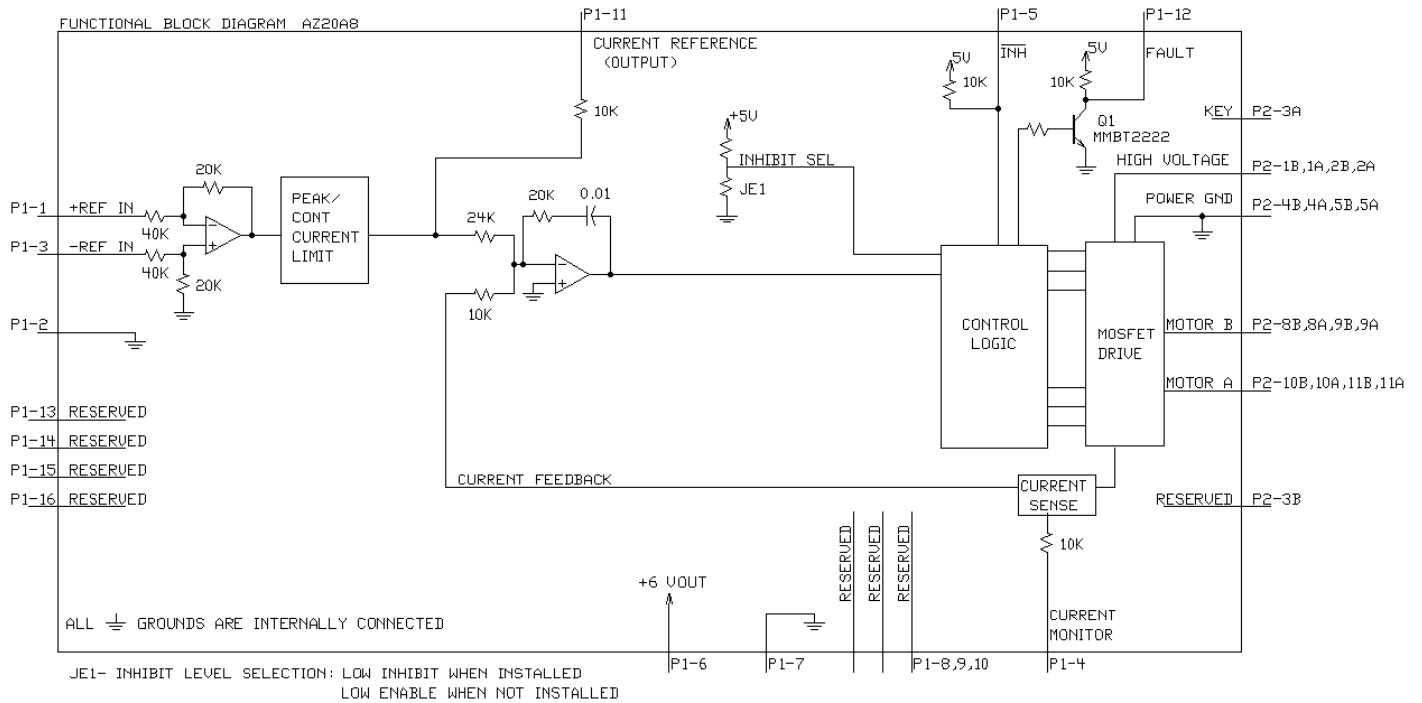 FUNCTIONAL BLOCK DIAGRAM AZ20A8
P1-11
P1-5
P1-12
CURRENT REFERENCE
(OUTPUT)
INH
FAULT
5V
10K
5V
10K
10K
KEY
P2-3A
Q1
MMBT2222
+5V
INHIBIT SEL
JE1
HIGH VOLTAGE
P2-1B,1A,2B,2A
POWER GND
P2-4B,4A,5B,5A
20K
P1-1
+REF IN
40K
P1-3
-REF IN
40K
20K
PEAK/
CONT
CURRENT
LIMIT
24K
20K
0.01
10K
P1-2
CONTROL
LOGIC
MOSFET
DRIVE
MOTOR B
P2-8B,8A,9B,9A
MOTOR A
P2-10B,10A,11B,11A
P1-13
RESERVED
P1-14
RESERVED
P1-15
RESERVED
P1-16
RESERVED
CURRENT FEEDBACK
CURRENT
SENSE
RESERVED
P2-3B
10K
RESERVED
RESERVED
RESERVED
+6 VOUT
CURRENT
MONITOR
ALL GROUNDS ARE INTERNALLY CONNECTED
P1-6
P1-7
P1-8,9,10
P1-4
JE1- INHIBIT LEVEL SELECTION: LOW INHIBIT WHEN INSTALLED
LOW ENABLE WHEN NOT INSTALLED